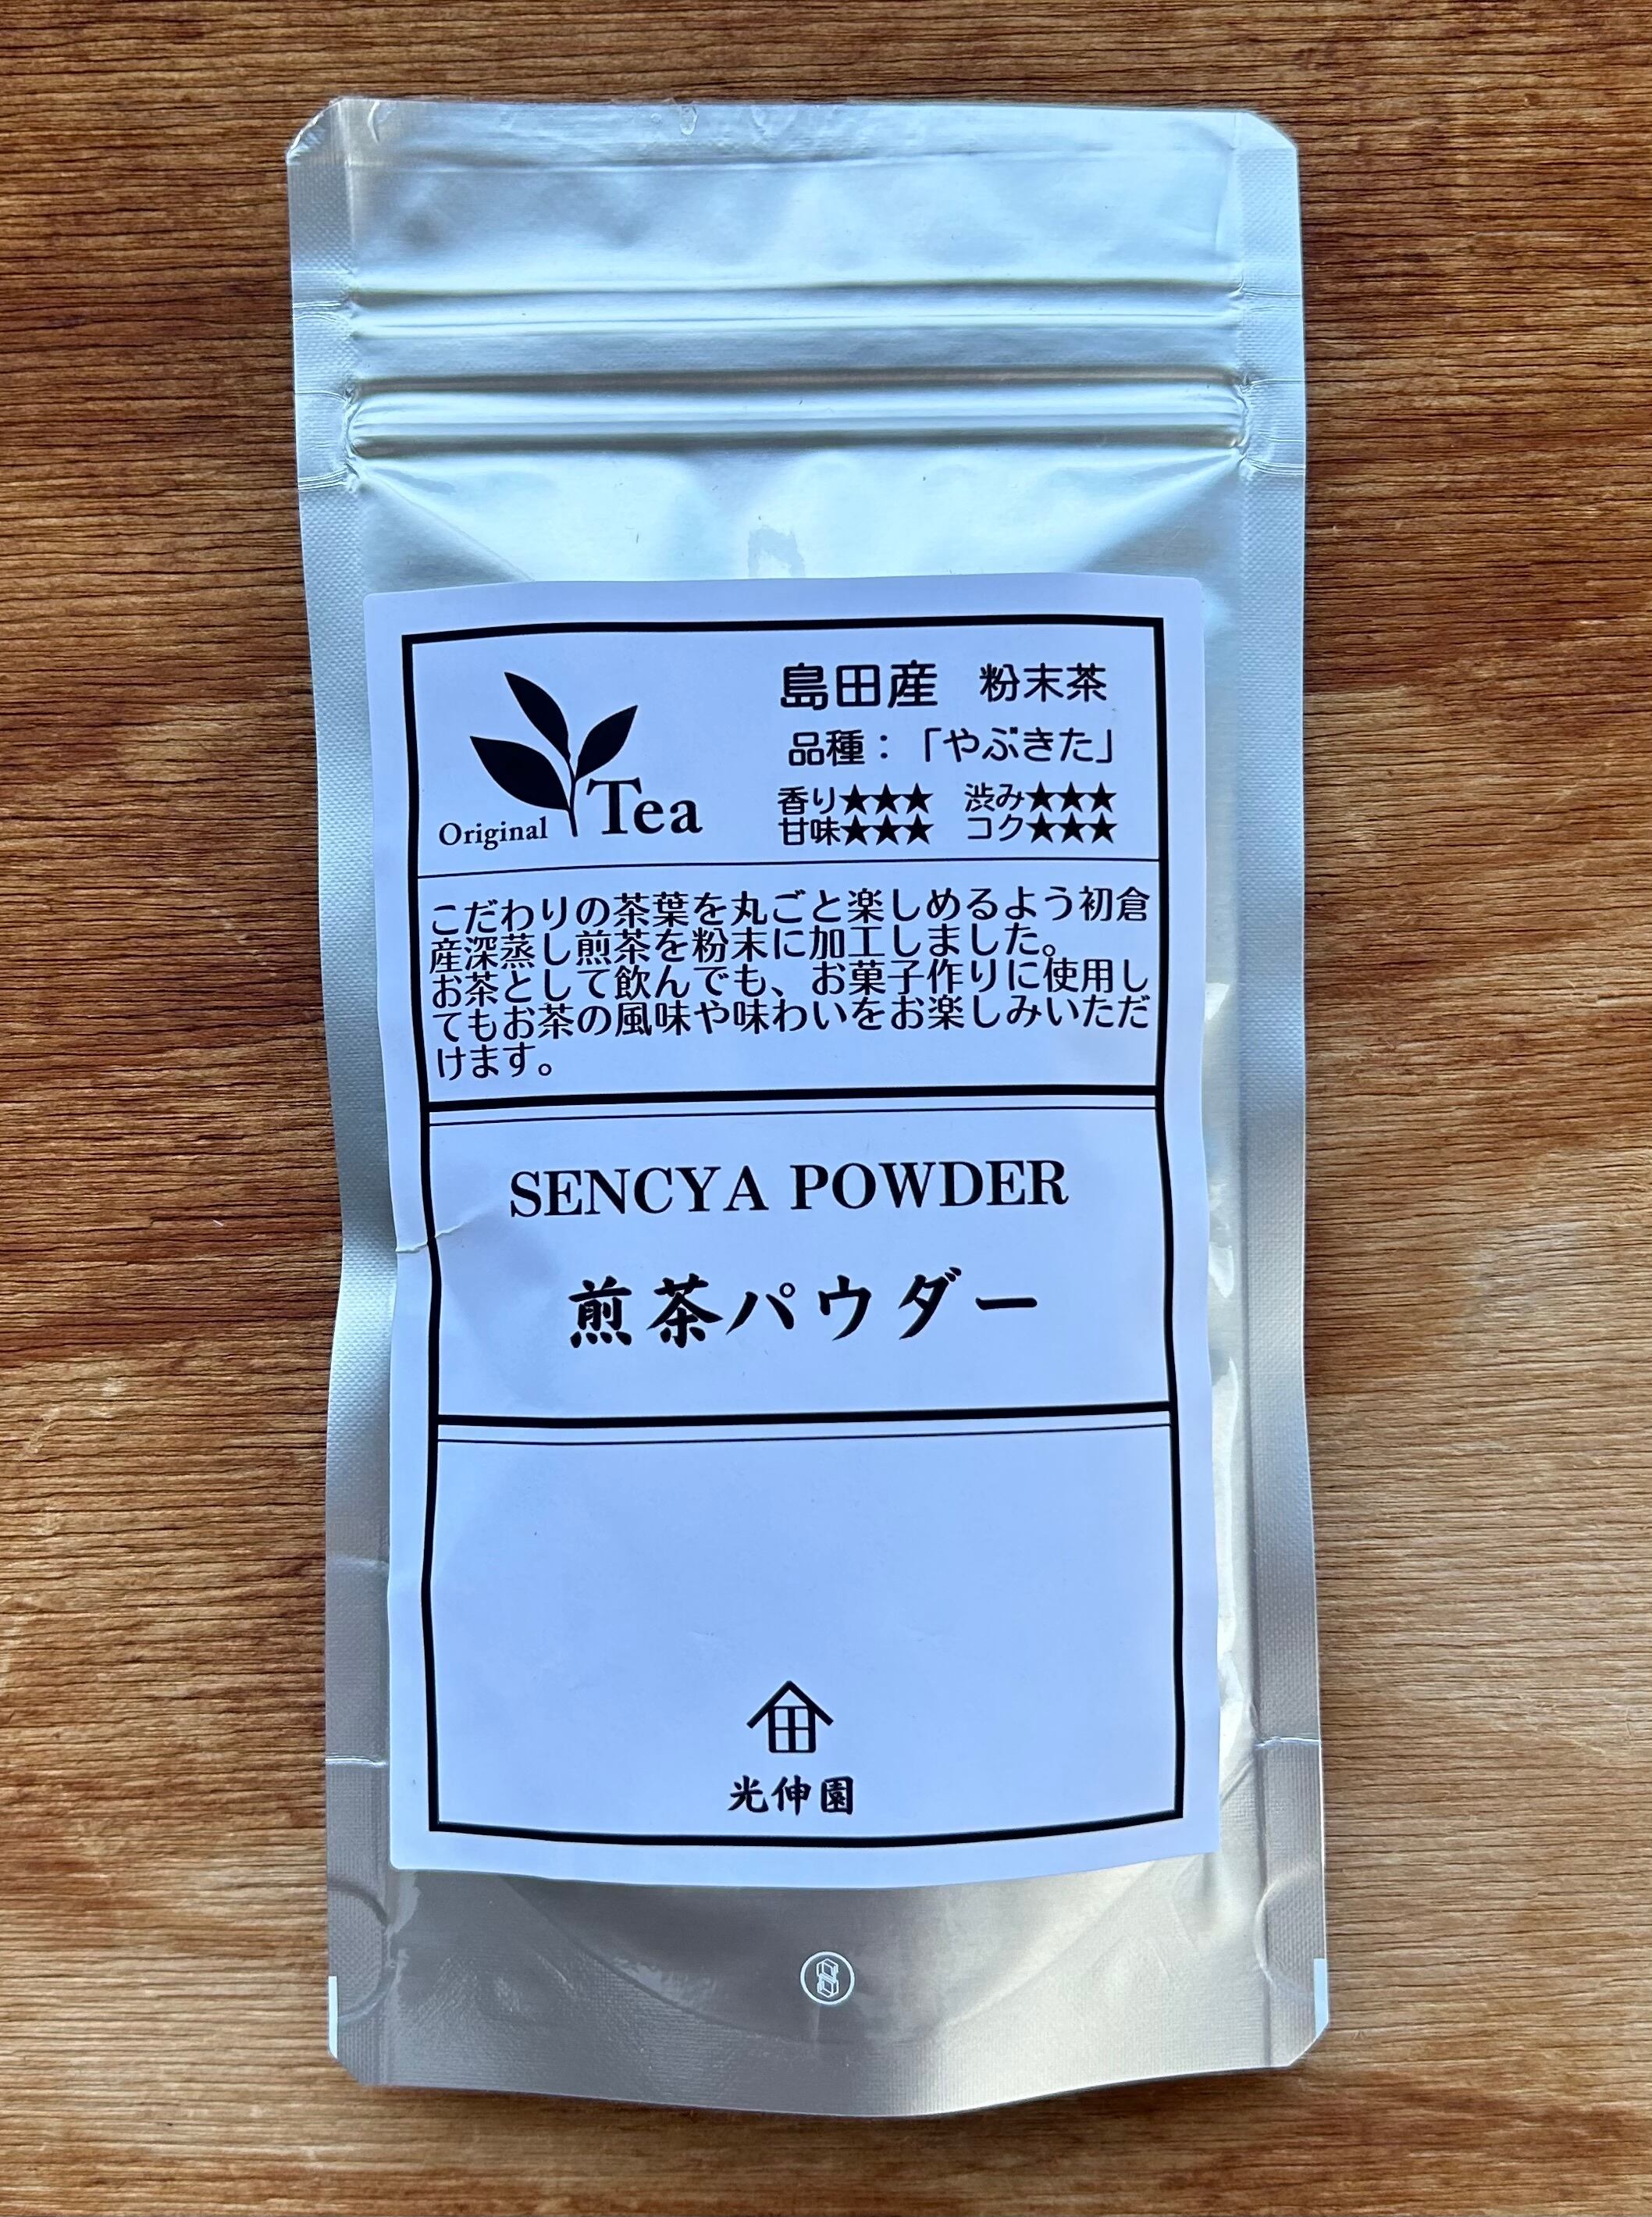 Original Tea
島田産 粉末茶
品種：「やぶきた」
香り★★★ 渋み★★★
甘味★★★ コク★★★
こだわりの茶葉を丸ごと楽しめるよう初倉
産深蒸し煎茶を粉末に加工しました。
お茶として飲んでも、お菓子作りに使用し
てもお茶の風味や味わいをお楽しみいただ
けます。
SENCYA POWDER
煎茶パウダー
光伸園